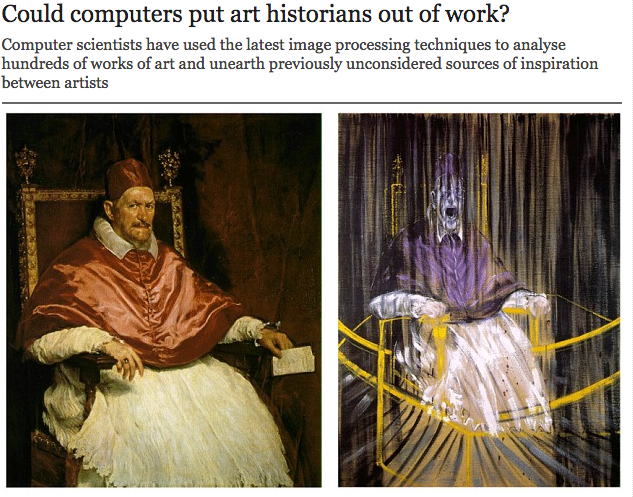 Could computers put art historians out of work?
Computer scientists have used the latest image processing techniques to analyse
hundreds of works of art and unearth previously unconsidered sources of inspiration
between artists